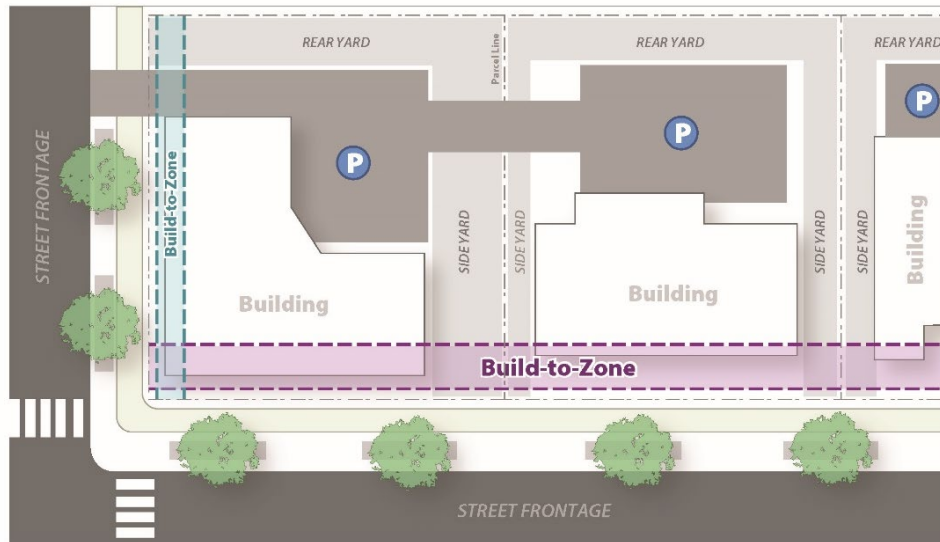 REAR YARD
REAR YARD
REAR YARD
Parcel Line
P
P
P
STREET FRONTAGE
Build-to-Zone
SIDE YARD
SIDE YARD
SIDE YARD
SIDE YARD
Building
Building
Building
Build-to-Zone
STREET FRONTAGE